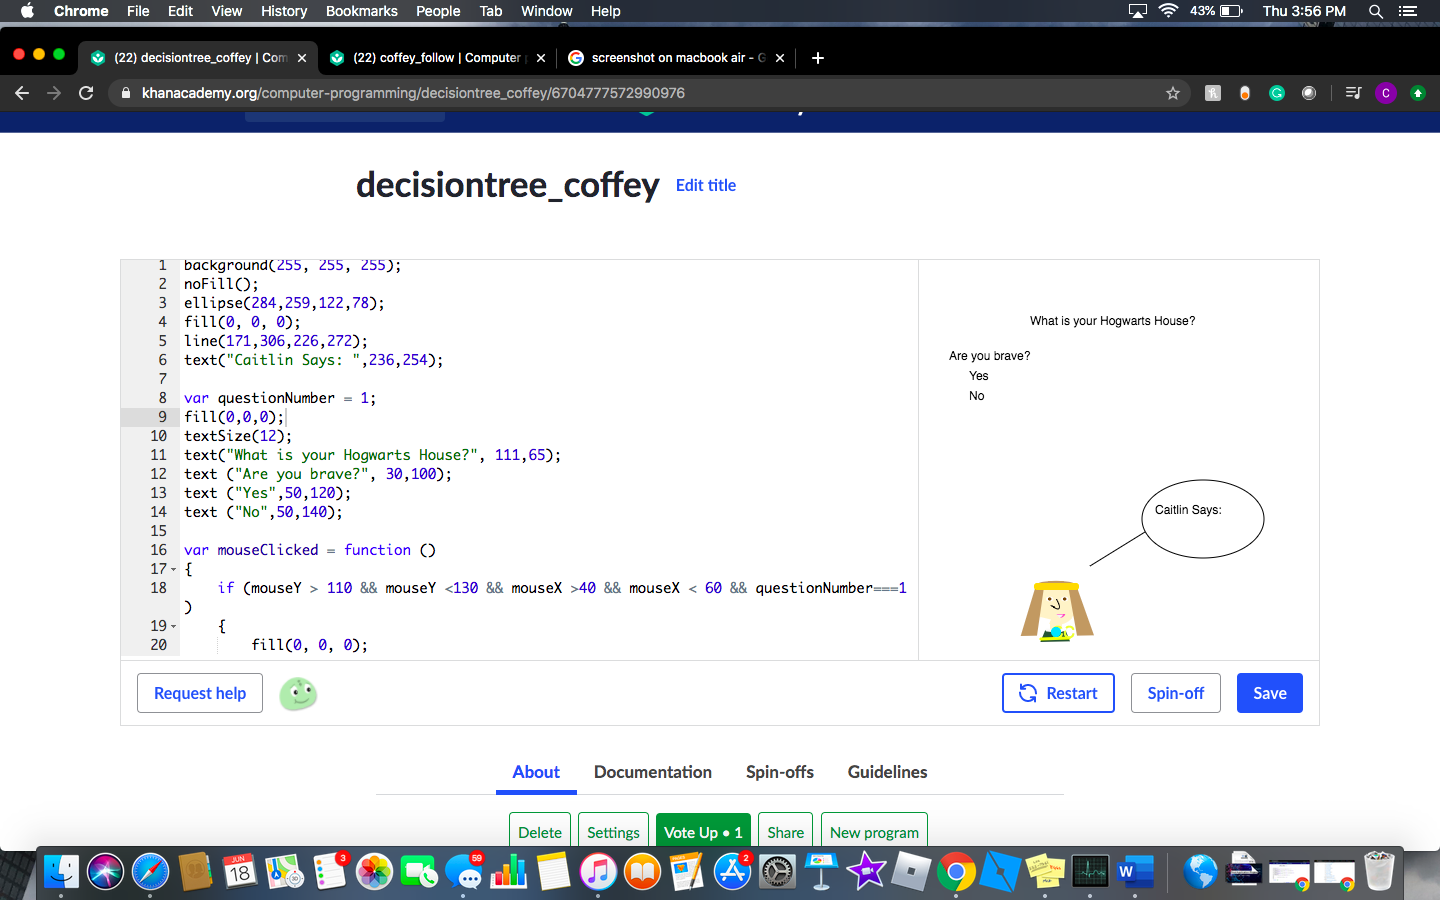 Chrome File Edit View History Bookmarks People Tab Window Help 43% Thu 3:56 PM
(22) decisiontree_coffey | Com (22) coffey_follow | Computer screenshot on macbook air - G
khanacademy.org/computer-programming/decisiontree_coffey/6704777572990976 C
decisiontree_coffey Edit title
1 background(255, 255, 255);
2 noFill();
3 ellipse(284,259,122,78);
4 fill(0, 0, 0);
5 line(171,306,226,272);
6 text("Caitlin Says: ",236,254);
7
8 var questionNumber = 1;
9 fill(0,0,0);
10 textSize(12);
11 text("What is your Hogwarts House?", 111,65);
12 text ("Are you brave?", 30,100);
13 text ("Yes",50,120);
14 text ("No",50,140);
15
16 var mouseClicked = function ()
17 {
18 if (mouseY > 110 && mouseY <130 && mouseX >40 && mouseX < 60 && questionNumber===1
)
19 {
20 fill(0, 0, 0);
What is your Hogwarts House?
Are you brave?
Yes
No
Caitlin Says:
Request help Restart Spin-off Save
About Documentation Spin-offs Guidelines
Delete Settings Vote Up • 1 Share New program
JUN 18 3 59 2 W